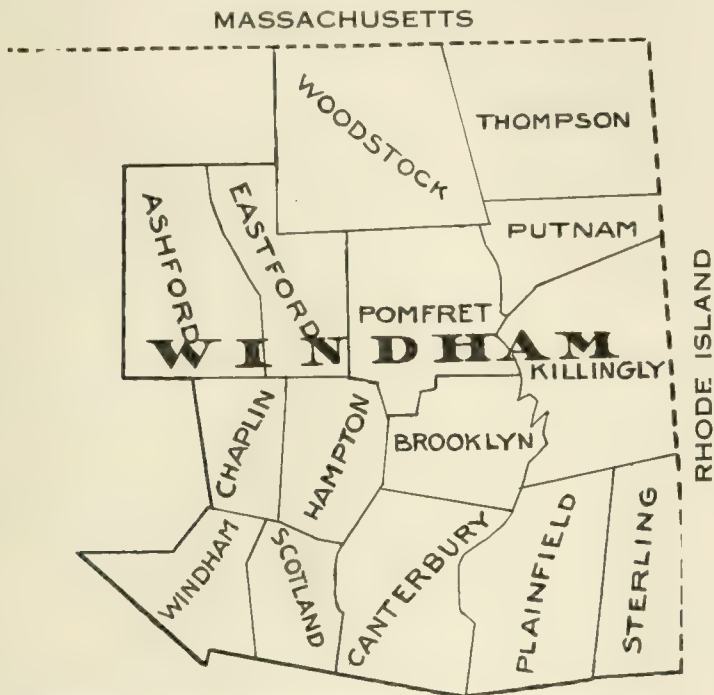 MASSACHUSETTS
WOODSTOCK
THOMPSON
ASHFORD
EASTFORD
PUTNAM
POMFRET
RHODE ISLAND
WINDHAM
KILLINGLY
CHAPLIN
HAMPTON
BROOKLYN
WINDHAM
SCOTLAND
CANTERBURY
PLAINFIELD
STERLING